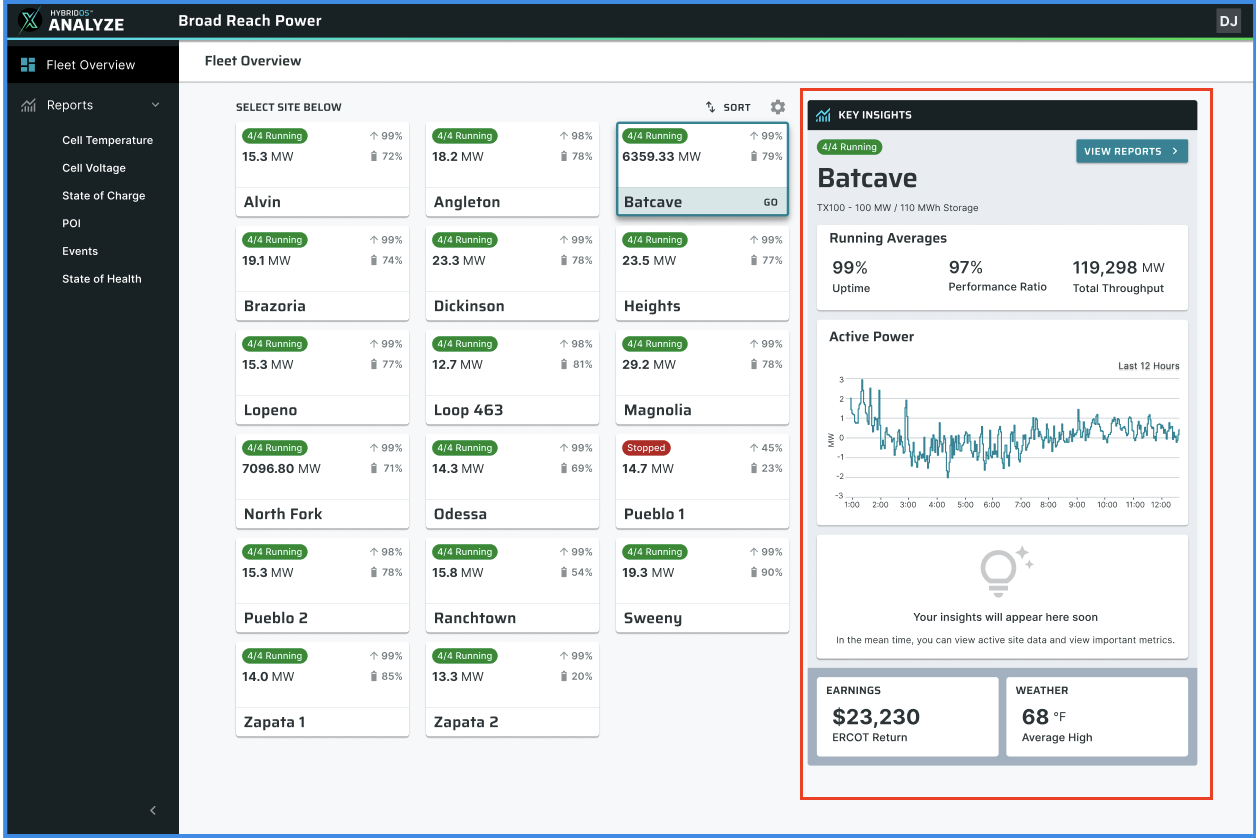 HYBRIDOS™
ANALYZE
Broad Reach Power
DJ
Fleet Overview
Reports
Cell Temperature
Cell Voltage
State of Charge
POI
Events
State of Health
Fleet Overview
SELECT SITE BELOW
SORT
4/4 Running 99%
15.3 MW 72%
Alvin
4/4 Running 98%
18.2 MW 78%
Angleton
4/4 Running 99%
6359.33 MW 79%
Batcave GO
4/4 Running 99%
19.1 MW 74%
Brazoria
4/4 Running 99%
23.3 MW 78%
Dickinson
4/4 Running 99%
23.5 MW 77%
Heights
4/4 Running 99%
15.3 MW 77%
Lopeno
4/4 Running 98%
12.7 MW 81%
Loop 463
4/4 Running 99%
29.2 MW 78%
Magnolia
4/4 Running 99%
7096.80 MW 71%
North Fork
4/4 Running 99%
14.3 MW 69%
Odessa
Stopped 45%
14.7 MW 23%
Pueblo 1
4/4 Running 98%
15.3 MW 78%
Pueblo 2
4/4 Running 99%
15.8 MW 54%
Ranchtown
4/4 Running 99%
19.3 MW 90%
Sweeny
4/4 Running 99%
14.0 MW 85%
Zapata 1
4/4 Running 99%
13.3 MW 20%
Zapata 2
KEY INSIGHTS
4/4 Running
VIEW REPORTS
Batcave
TX100 - 100 MW / 110 MWh Storage
Running Averages
99% 97% 119,298 MW
Uptime Performance Ratio Total Throughput
Active Power
Last 12 Hours
3
2
1
0
-1
-2
-3
MW
1:00 2:00 3:00 4:00 5:00 6:00 7:00 8:00 9:00 10:00 11:00 12:00
Your insights will appear here soon
In the mean time, you can view active site data and view important metrics.
EARNINGS
$23,230
ERCOT Return
WEATHER
68 °F
Average High